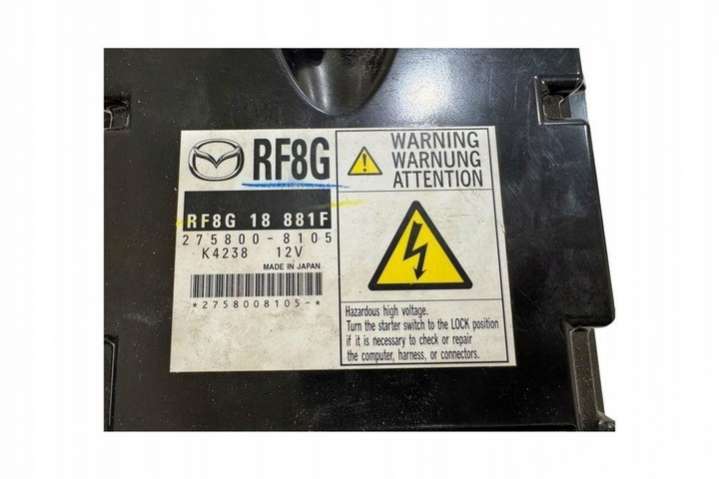 RF8G
RF8G 18 881F
275800-8105
K4238 12V
MADE IN JAPAN
*2758008105-*
WARNING
WARNUNG
ATTENTION
Hazardous high voltage.
Turn the starter switch to the LOCK position
if it is necessary to check or repair
the computer, harness, or connectors.